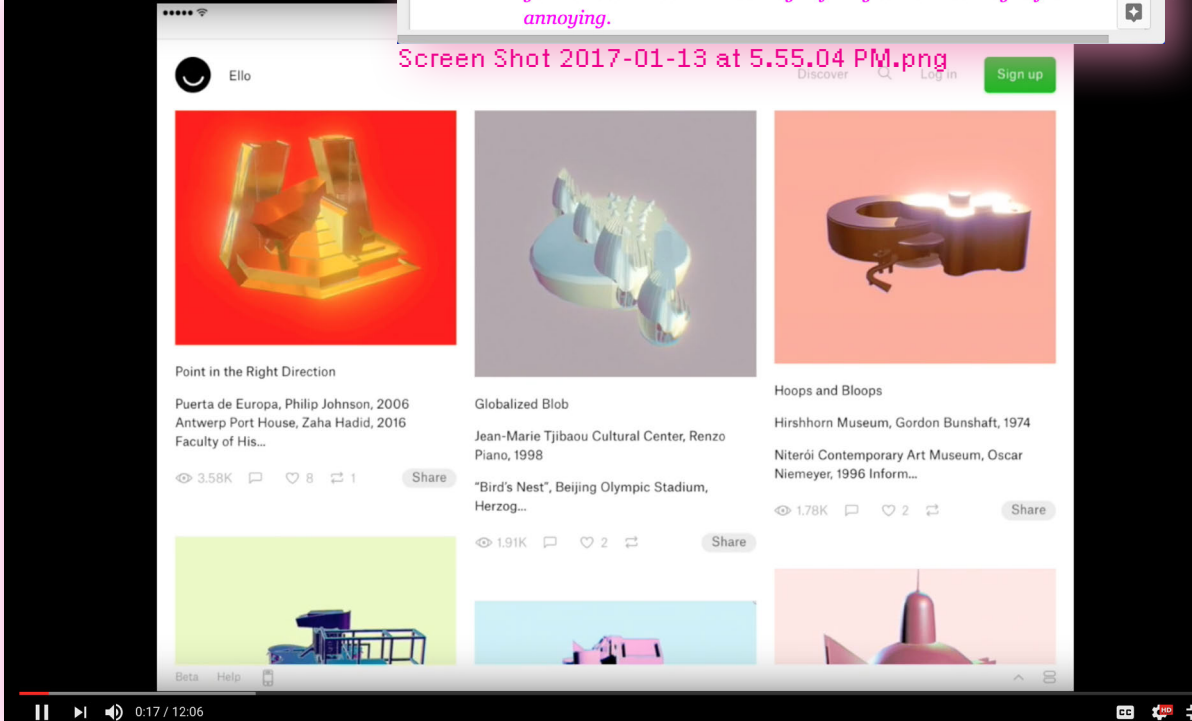 annoying.
Screen Shot 2017-01-13 at 5.55.04 PM.png
Ello
Discover
Log in
Sign up
Point in the Right Direction
Puerta de Europa, Philip Johnson, 2006
Antwerp Port House, Zaha Hadid, 2016
Faculty of His...
3.58K 8 1 Share
Globalized Blob
Jean-Marie Tjibaou Cultural Center, Renzo
Piano, 1998
"Bird's Nest", Beijing Olympic Stadium,
Herzog...
1.91K 2 Share
Hoops and Bloops
Hirshhorn Museum, Gordon Bunshaft, 1974
Niterói Contemporary Art Museum, Oscar
Niemeyer, 1996 Inform...
1.78K 2 Share
Beta Help
0:17 / 12:06
CC HD